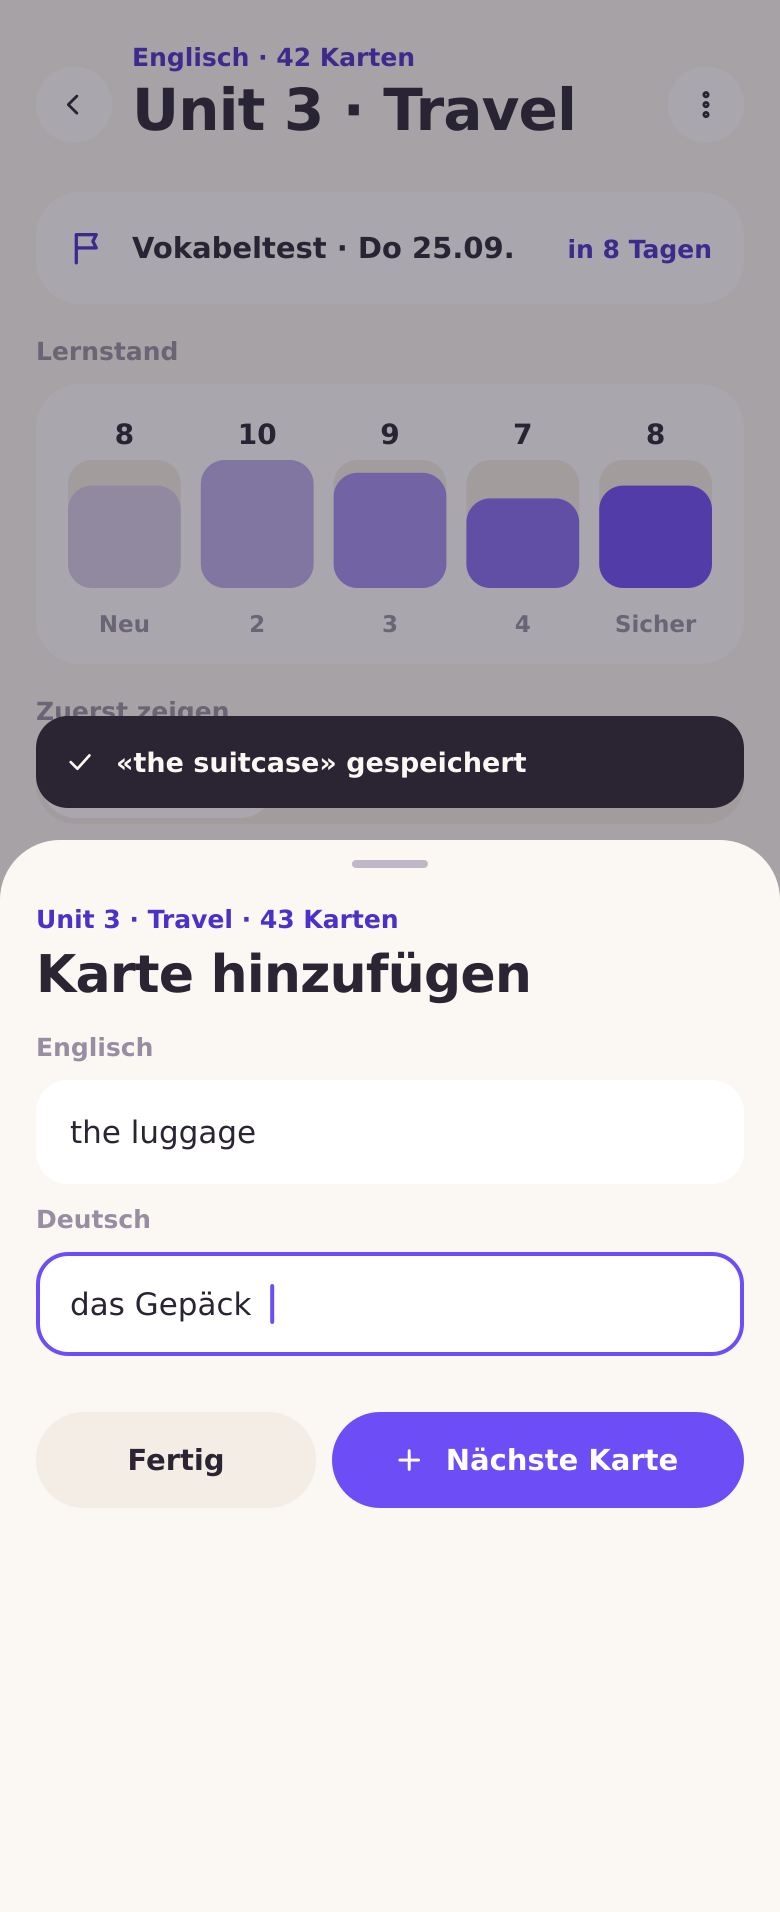 Englisch · 42 Karten
Unit 3 · Travel
Vokabeltest · Do 25.09.
in 8 Tagen
Lernstand
8 10 9 7 8
Neu 2 3 4 Sicher
Zuerst zeigen
«the suitcase» gespeichert
Unit 3 · Travel · 43 Karten
Karte hinzufügen
Englisch
the luggage
Deutsch
das Gepäck
Fertig
Nächste Karte